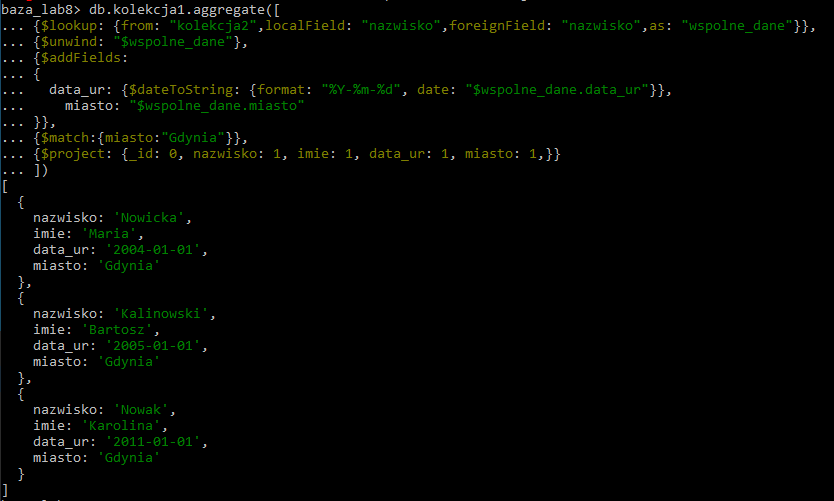 baza_lab8> db.kolekcja1.aggregate([
... {$lookup: {from: "kolekcja2",localField: "nazwisko",foreignField: "nazwisko",as: "wspolne_dane"}},
... {$unwind: "$wspolne_dane"},
... {$addFields:
... {
...   data_ur: {$dateToString: {format: "%Y-%m-%d", date: "$wspolne_dane.data_ur"}},
...     miasto: "$wspolne_dane.miasto"
... }},
... {$match:{miasto:"Gdynia"}},
... {$project: {_id: 0, nazwisko: 1, imie: 1, data_ur: 1, miasto: 1,}}
... ])
[
  {
    nazwisko: 'Nowicka',
    imie: 'Maria',
    data_ur: '2004-01-01',
    miasto: 'Gdynia'
  },
  {
    nazwisko: 'Kalinowski',
    imie: 'Bartosz',
    data_ur: '2005-01-01',
    miasto: 'Gdynia'
  },
  {
    nazwisko: 'Nowak',
    imie: 'Karolina',
    data_ur: '2011-01-01',
    miasto: 'Gdynia'
  }
]